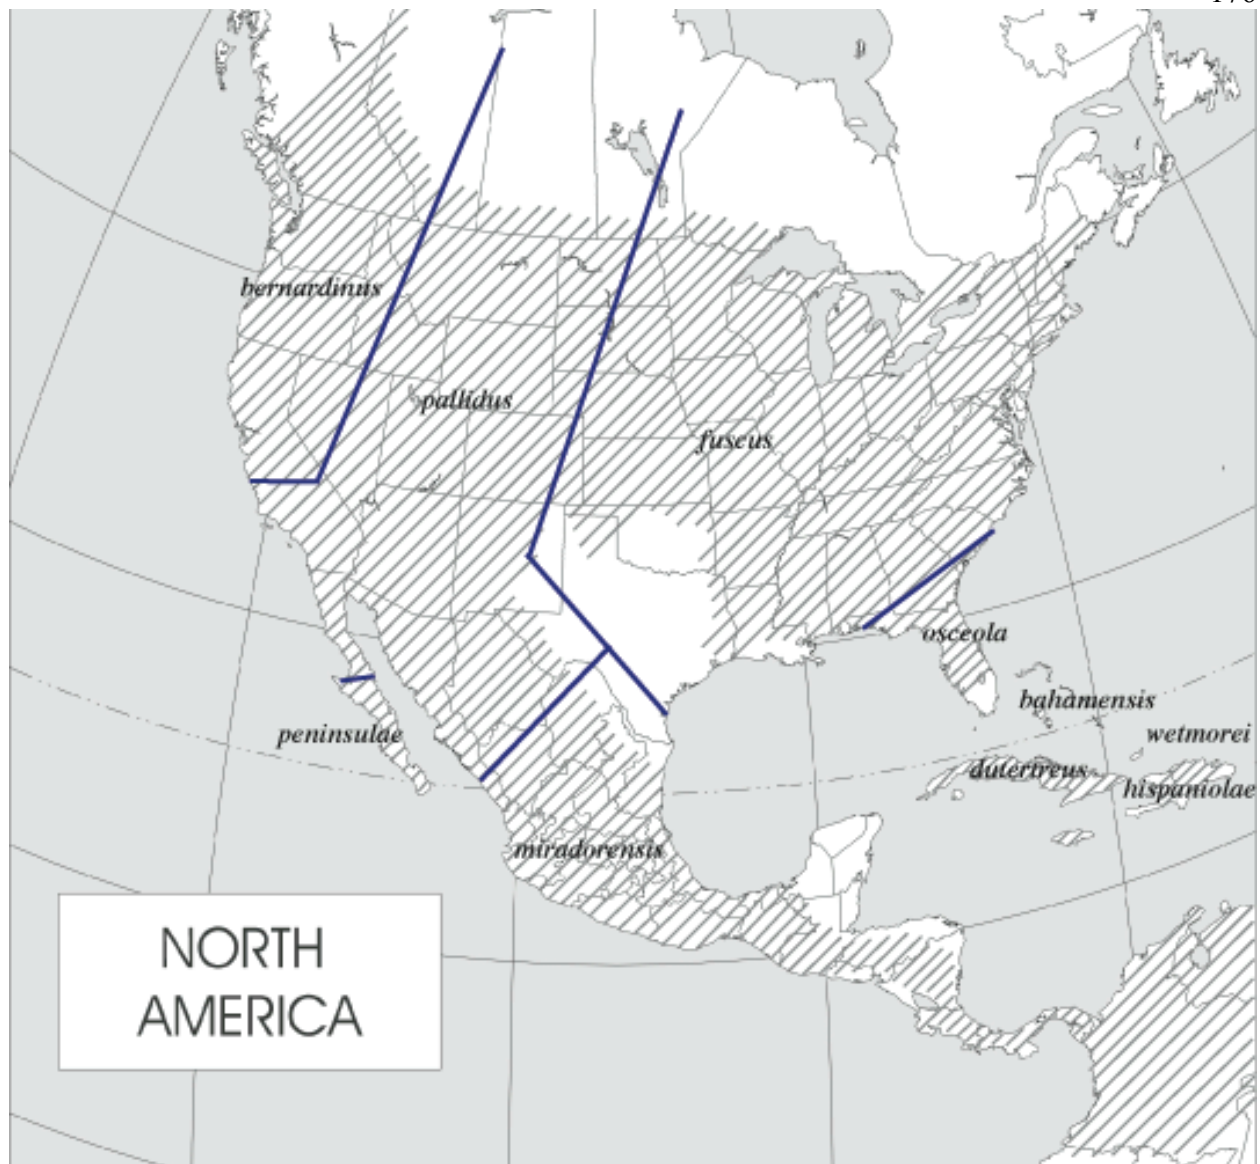 bernardinus
pallidus
fuscus
osceola
bahamensis
peninsulae
wetmorei
dutertreus
hispaniolae
miradorensis
NORTH
AMERICA